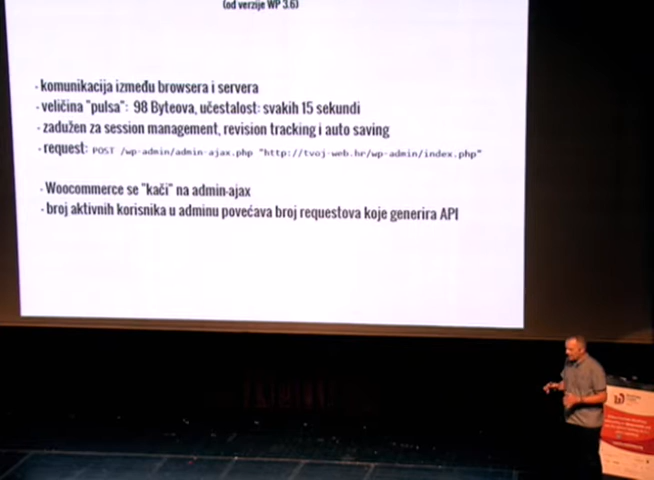 (od verzije WP 3.6)
- komunikacija između browsera i servera
- veličina "pulsa": 98 Byteova, učestalost: svakih 15 sekundi
- zadužen za session management, revision tracking i auto saving
- request: POST /wp-admin/admin-ajax.php "http://tvoj-web.hr/wp-admin/index.php"
- Woocommerce se "kači" na admin-ajax
- broj aktivnih korisnika u adminu povećava broj requestova koje generira API